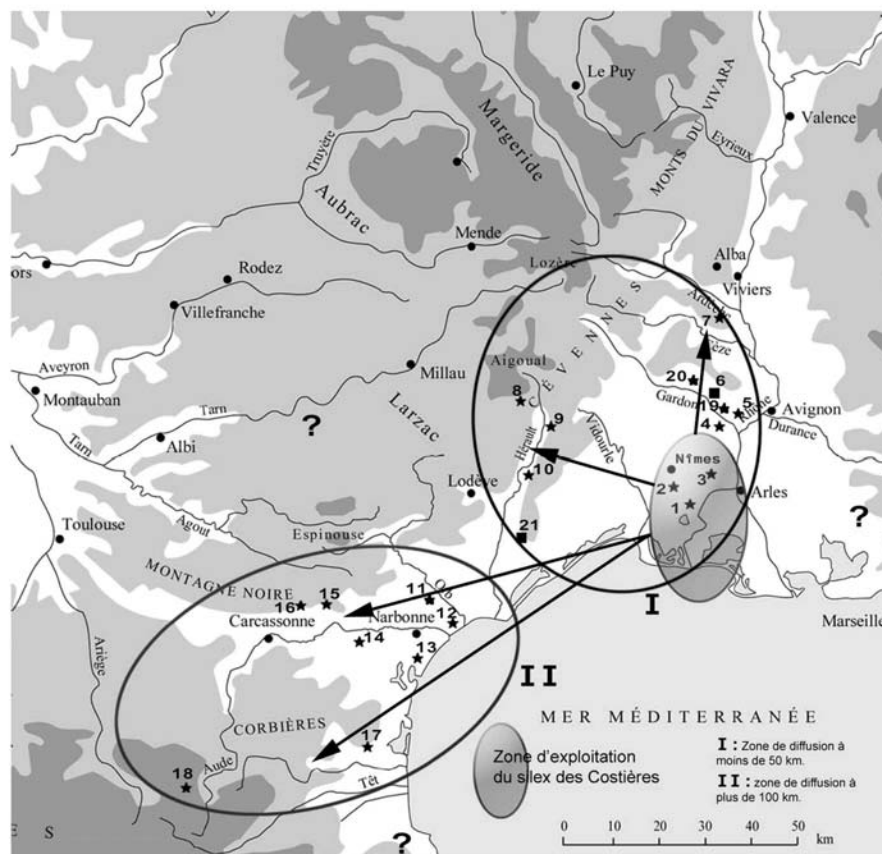 Le Puy
Valence
MONTS DU VIVARA
Eyrieux
Margeride
Truyère
Aubrac
Mende
Lozère
Alba
Viviers
Ardèche
ors
Rodez
Villefranche
7
Cèze
Aveyron
Montauban
Millau
Aigoual
CÉVENNES
8
20
6
Gardon
19
5
Rhône
Avignon
Durance
4
Tarn
Tarn
?
Larzac
9
Hérault
Vidourle
Albi
10
Nîmes
2
3
1
Arles
Lodève
?
Agout
Toulouse
Espinouse
21
MONTAGNE NOIRE
Orb
11
I
16
15
12
Carcassonne
Narbonne
Marseille
14
13
Ariège
II
CORBIÈRES
17
18
Aude
Têt
E S
?
MER MÉDITERRANÉE
Zone d'exploitation
du silex des Costières
I : Zone de diffusion à
moins de 50 km.
II : zone de diffusion à
plus de 100 km.
0 10 20 30 40 50
km